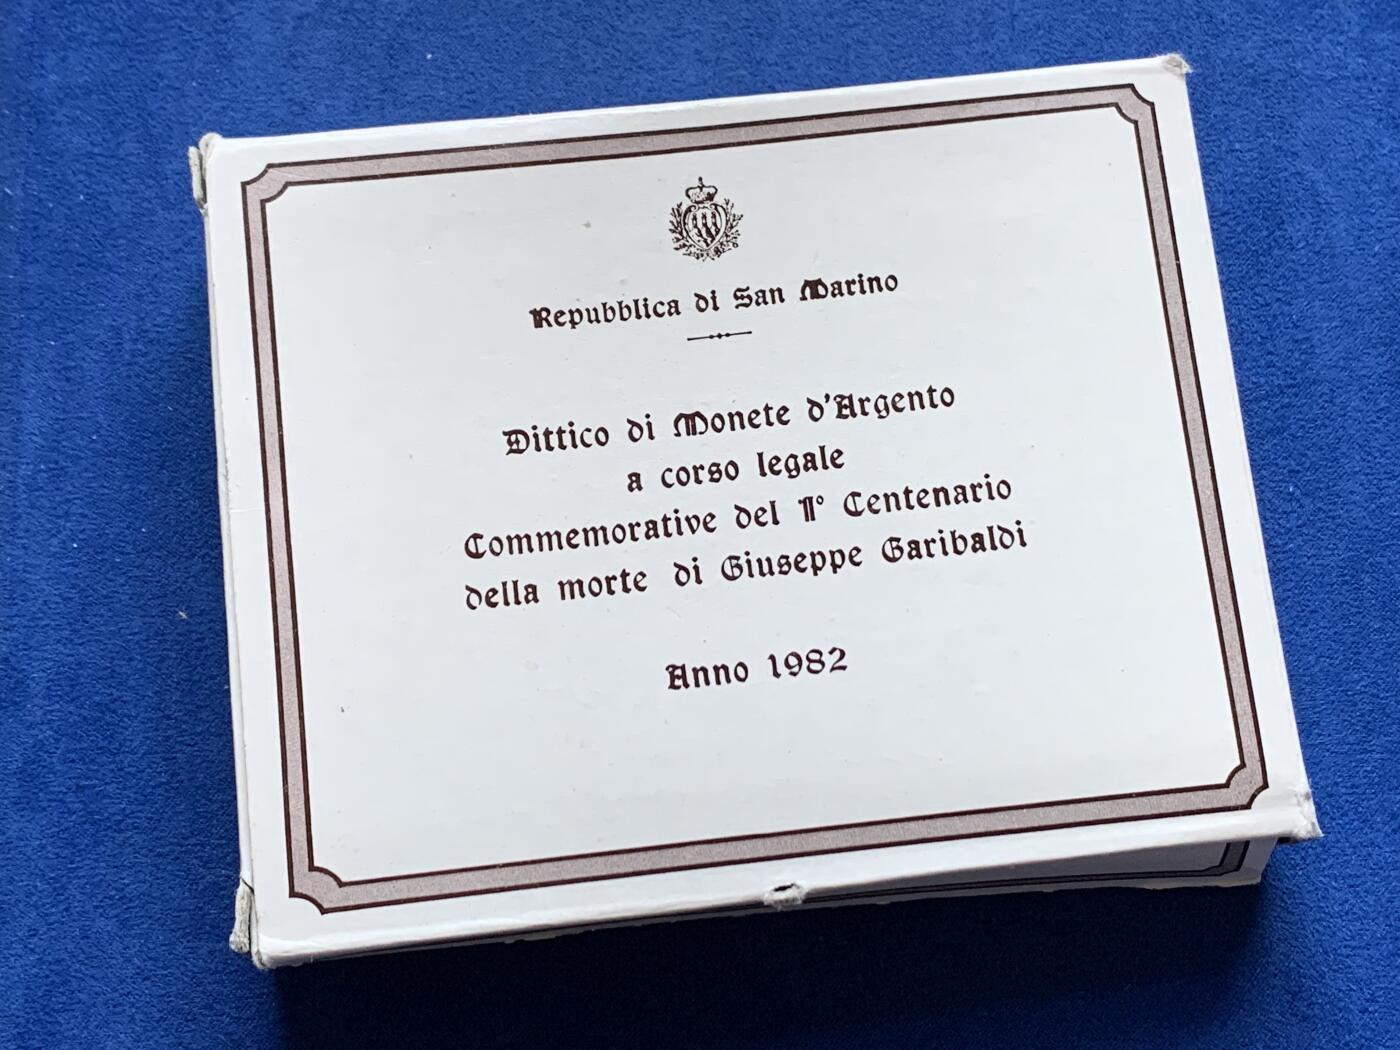 Repubblica di San Marino
Dittico di Monete d'Argento
a corso legale
Commemorative del 1° Centenario
della morte di Giuseppe Garibaldi
Anno 1982